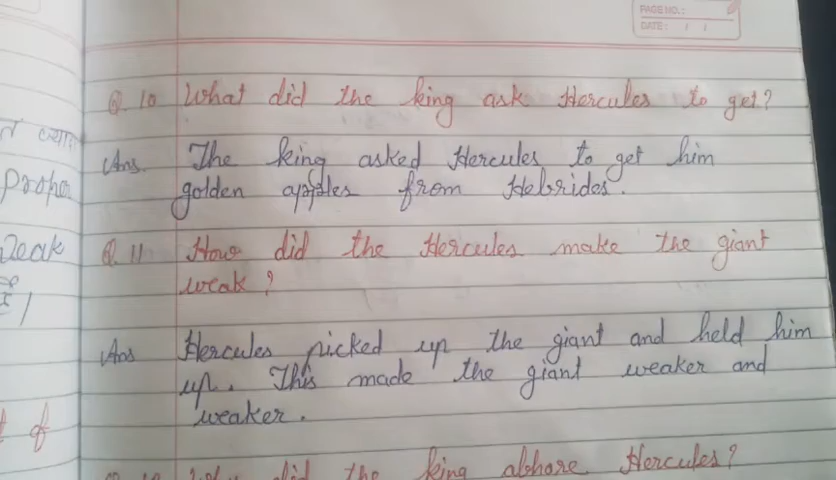 PAGE NO.:
DATE: / /
Q. 10 What did the king ask Hercules to get?
Ans. The king asked Hercules to get him
golden apples from Hebrides.
Q. 11 How did the Hercules make the giant
weak?
Ans Hercules picked up the giant and held him
up. This made the giant weaker and
weaker.
did the king abhore Hercules?
of